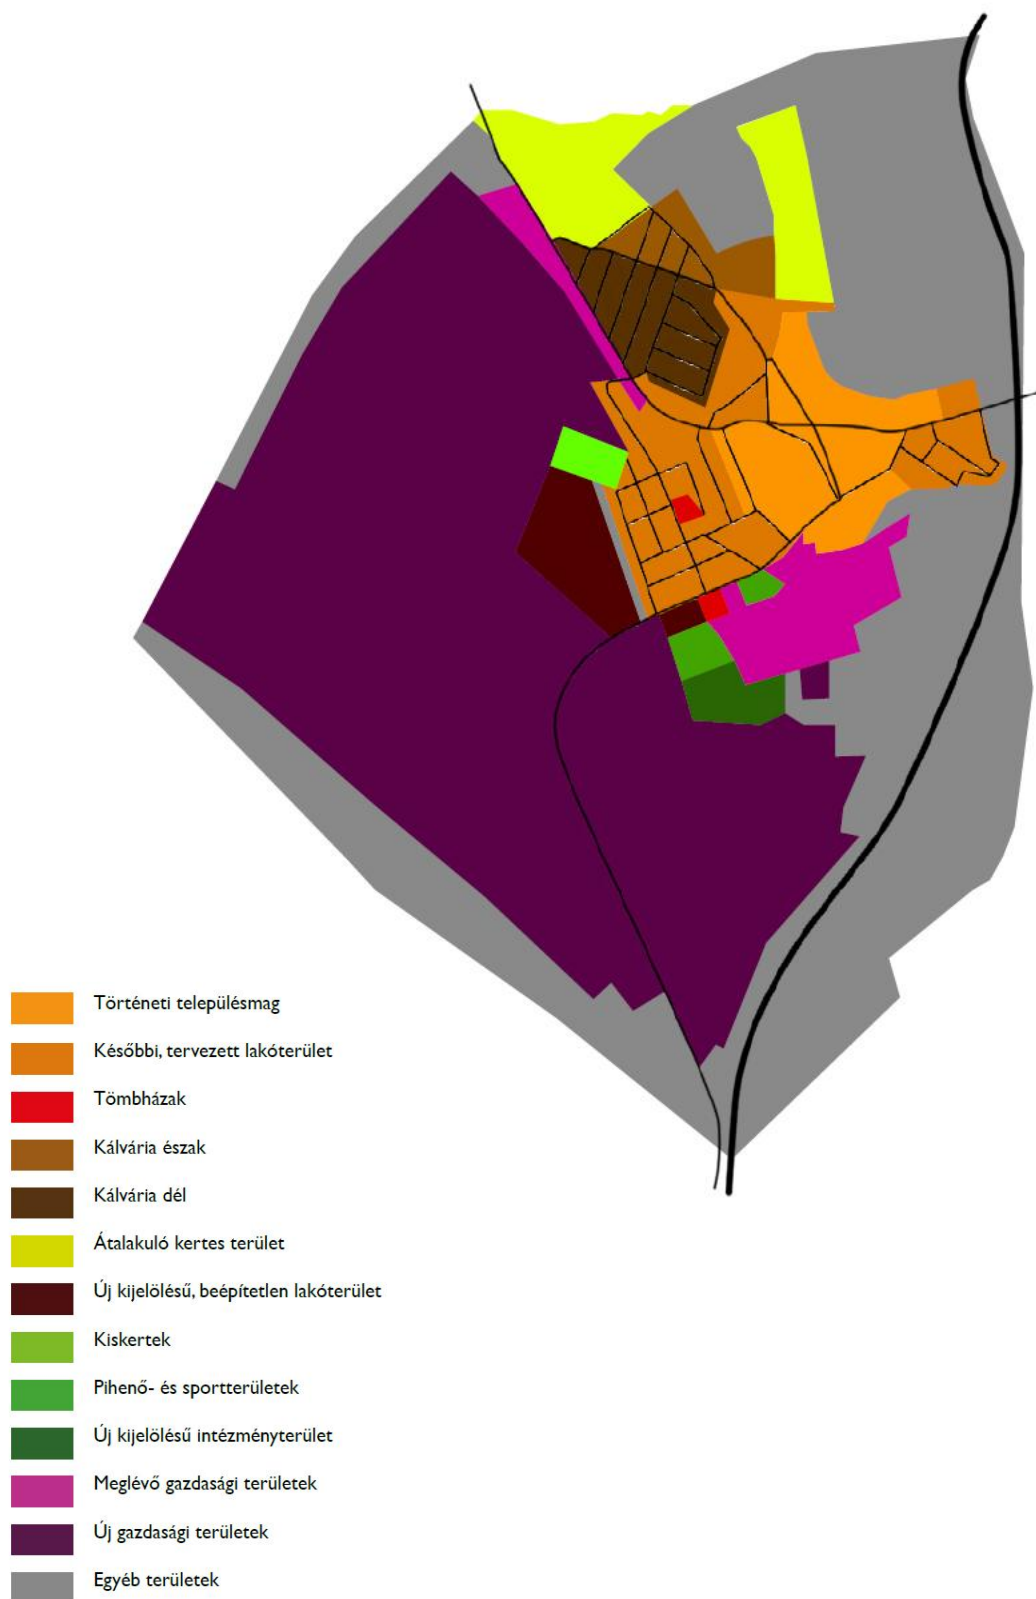 Történeti településmag
Későbbi, tervezett lakóterület
Tömbházak
Kálvária észak
Kálvária dél
Átalakuló kertes terület
Új kijelölésű, beépítetlen lakóterület
Kiskertek
Pihenő- és sportterületek
Új kijelölésű intézményterület
Meglévő gazdasági területek
Új gazdasági területek
Egyéb területek